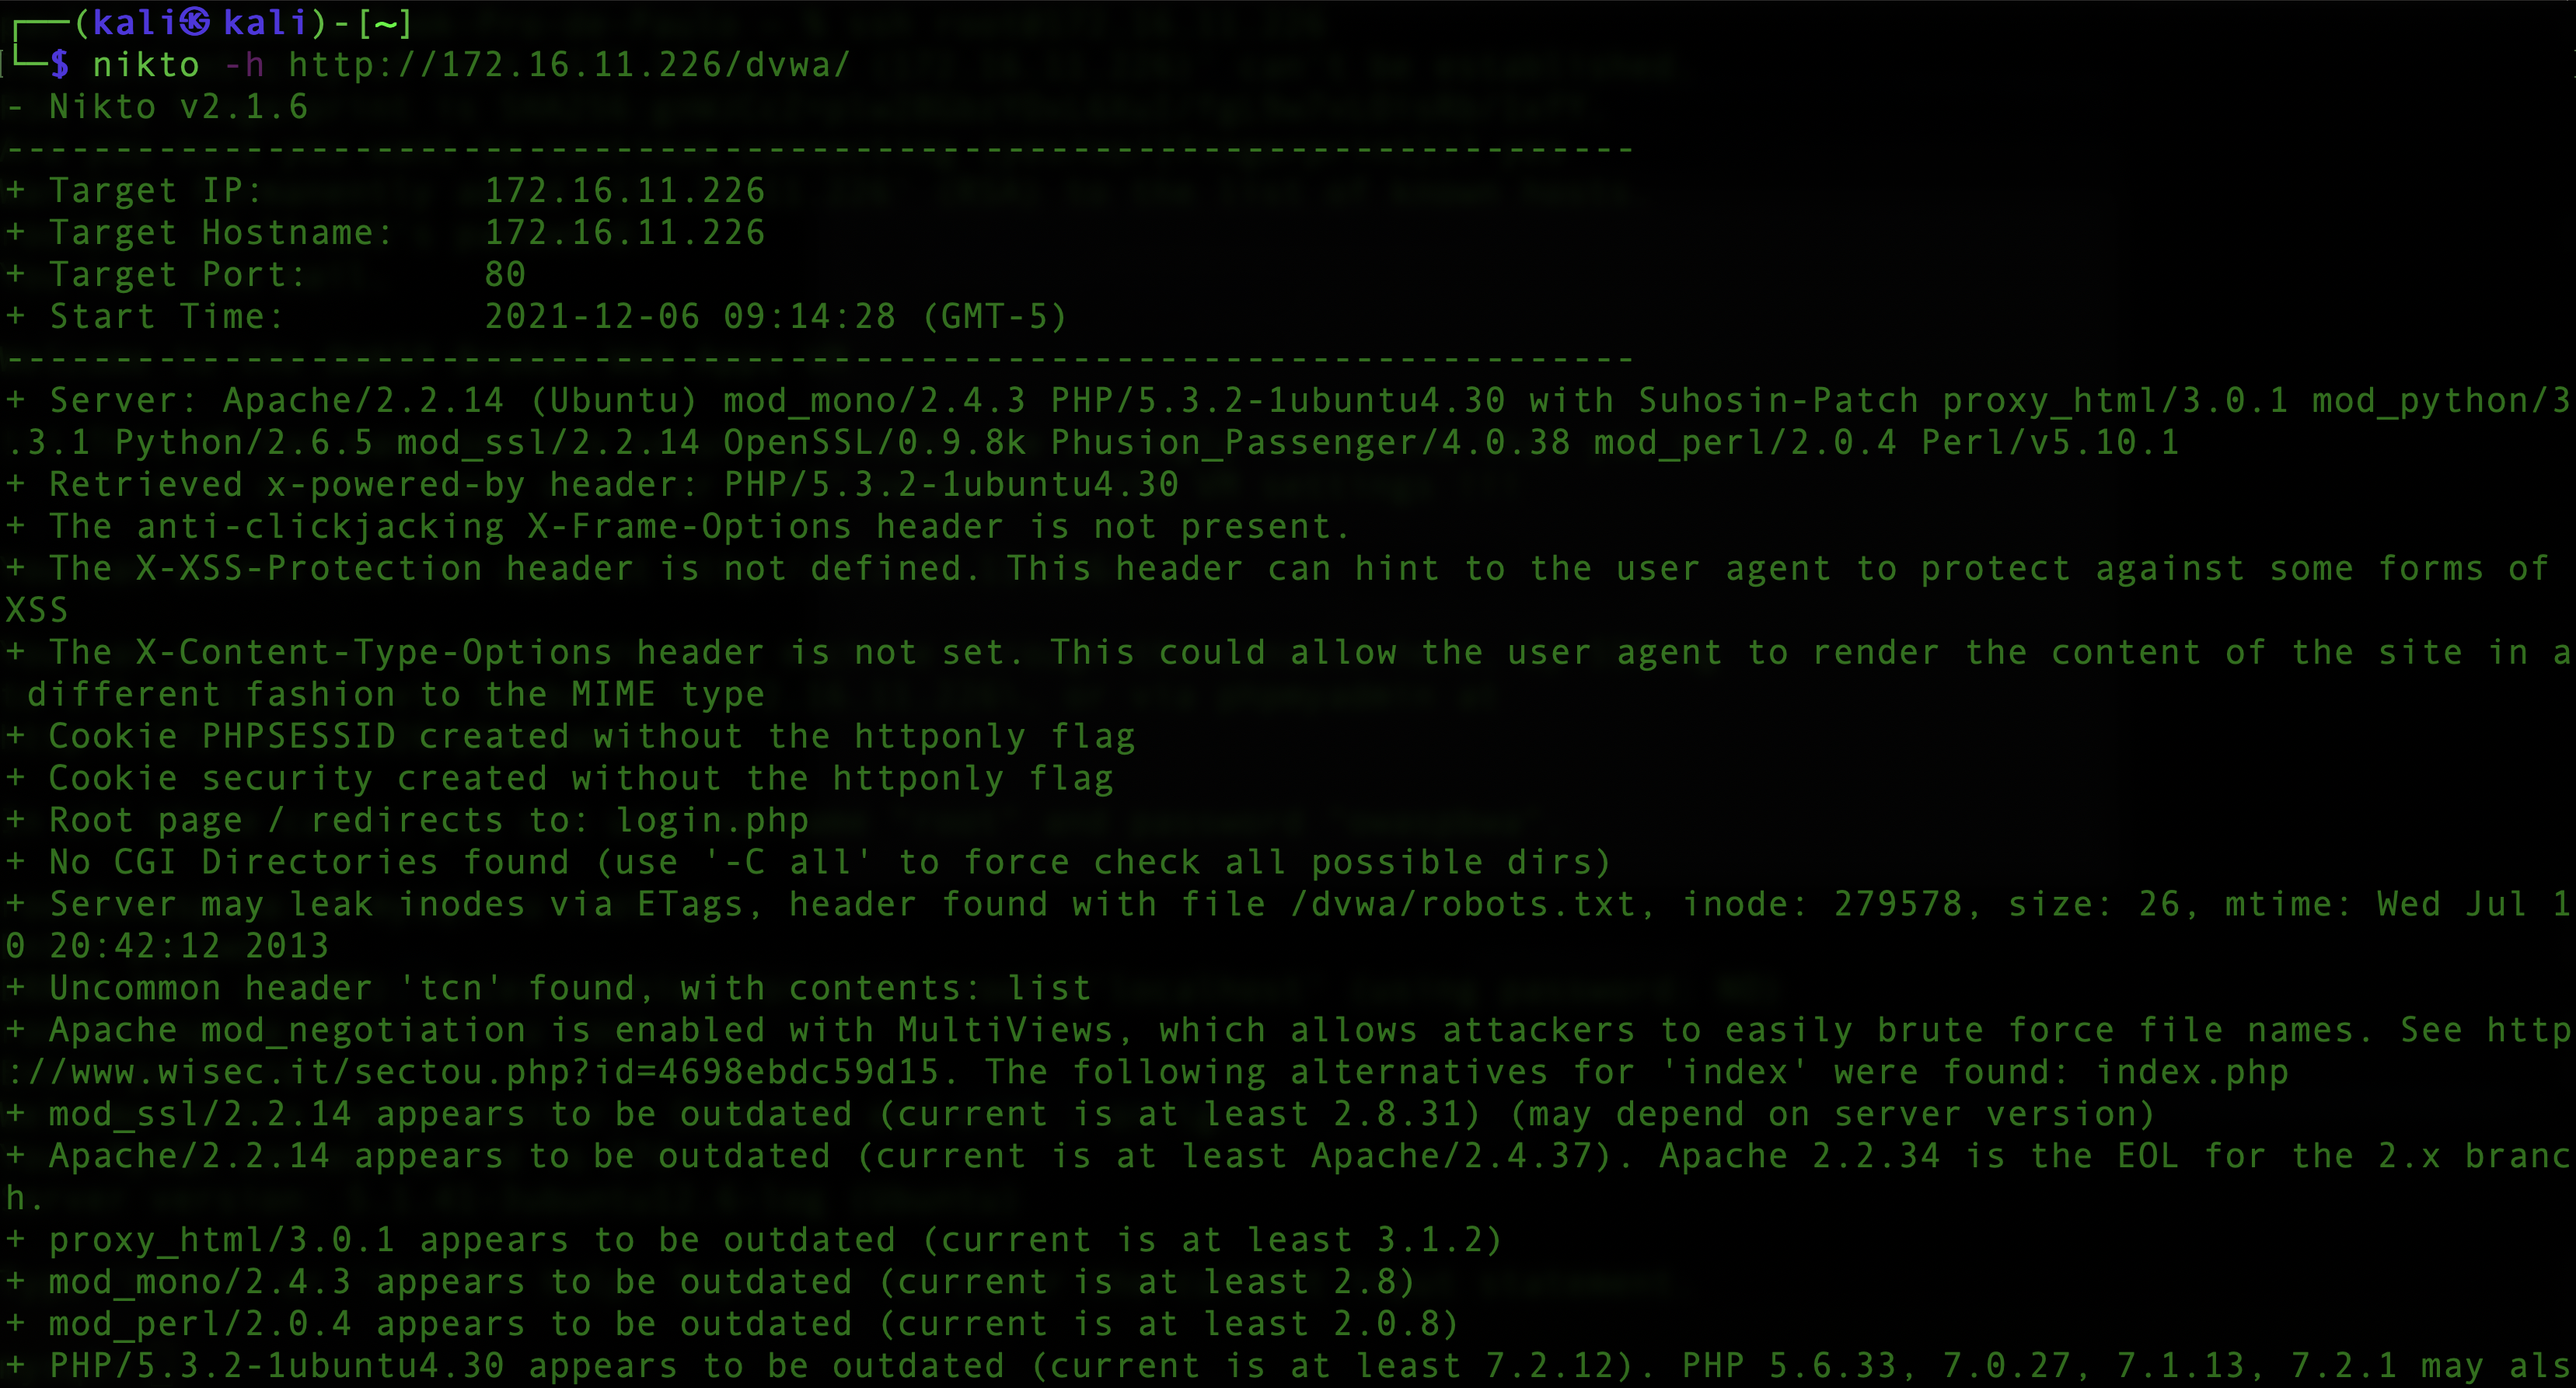 ┌──(kali㉿kali)-[~]
└─$ nikto -h http://172.16.11.226/dvwa/
- Nikto v2.1.6
---------------------------------------------------------------------------
+ Target IP:          172.16.11.226
+ Target Hostname:    172.16.11.226
+ Target Port:        80
+ Start Time:         2021-12-06 09:14:28 (GMT-5)
---------------------------------------------------------------------------
+ Server: Apache/2.2.14 (Ubuntu) mod_mono/2.4.3 PHP/5.3.2-1ubuntu4.30 with Suhosin-Patch proxy_html/3.0.1 mod_python/3
.3.1 Python/2.6.5 mod_ssl/2.2.14 OpenSSL/0.9.8k Phusion_Passenger/4.0.38 mod_perl/2.0.4 Perl/v5.10.1
+ Retrieved x-powered-by header: PHP/5.3.2-1ubuntu4.30
+ The anti-clickjacking X-Frame-Options header is not present.
+ The X-XSS-Protection header is not defined. This header can hint to the user agent to protect against some forms of
XSS
+ The X-Content-Type-Options header is not set. This could allow the user agent to render the content of the site in a
 different fashion to the MIME type
+ Cookie PHPSESSID created without the httponly flag
+ Cookie security created without the httponly flag
+ Root page / redirects to: login.php
+ No CGI Directories found (use '-C all' to force check all possible dirs)
+ Server may leak inodes via ETags, header found with file /dvwa/robots.txt, inode: 279578, size: 26, mtime: Wed Jul 1
0 20:42:12 2013
+ Uncommon header 'tcn' found, with contents: list
+ Apache mod_negotiation is enabled with MultiViews, which allows attackers to easily brute force file names. See http
://www.wisec.it/sectou.php?id=4698ebdc59d15. The following alternatives for 'index' were found: index.php
+ mod_ssl/2.2.14 appears to be outdated (current is at least 2.8.31) (may depend on server version)
+ Apache/2.2.14 appears to be outdated (current is at least Apache/2.4.37). Apache 2.2.34 is the EOL for the 2.x branc
h.
+ proxy_html/3.0.1 appears to be outdated (current is at least 3.1.2)
+ mod_mono/2.4.3 appears to be outdated (current is at least 2.8)
+ mod_perl/2.0.4 appears to be outdated (current is at least 2.0.8)
+ PHP/5.3.2-1ubuntu4.30 appears to be outdated (current is at least 7.2.12). PHP 5.6.33, 7.0.27, 7.1.13, 7.2.1 may als